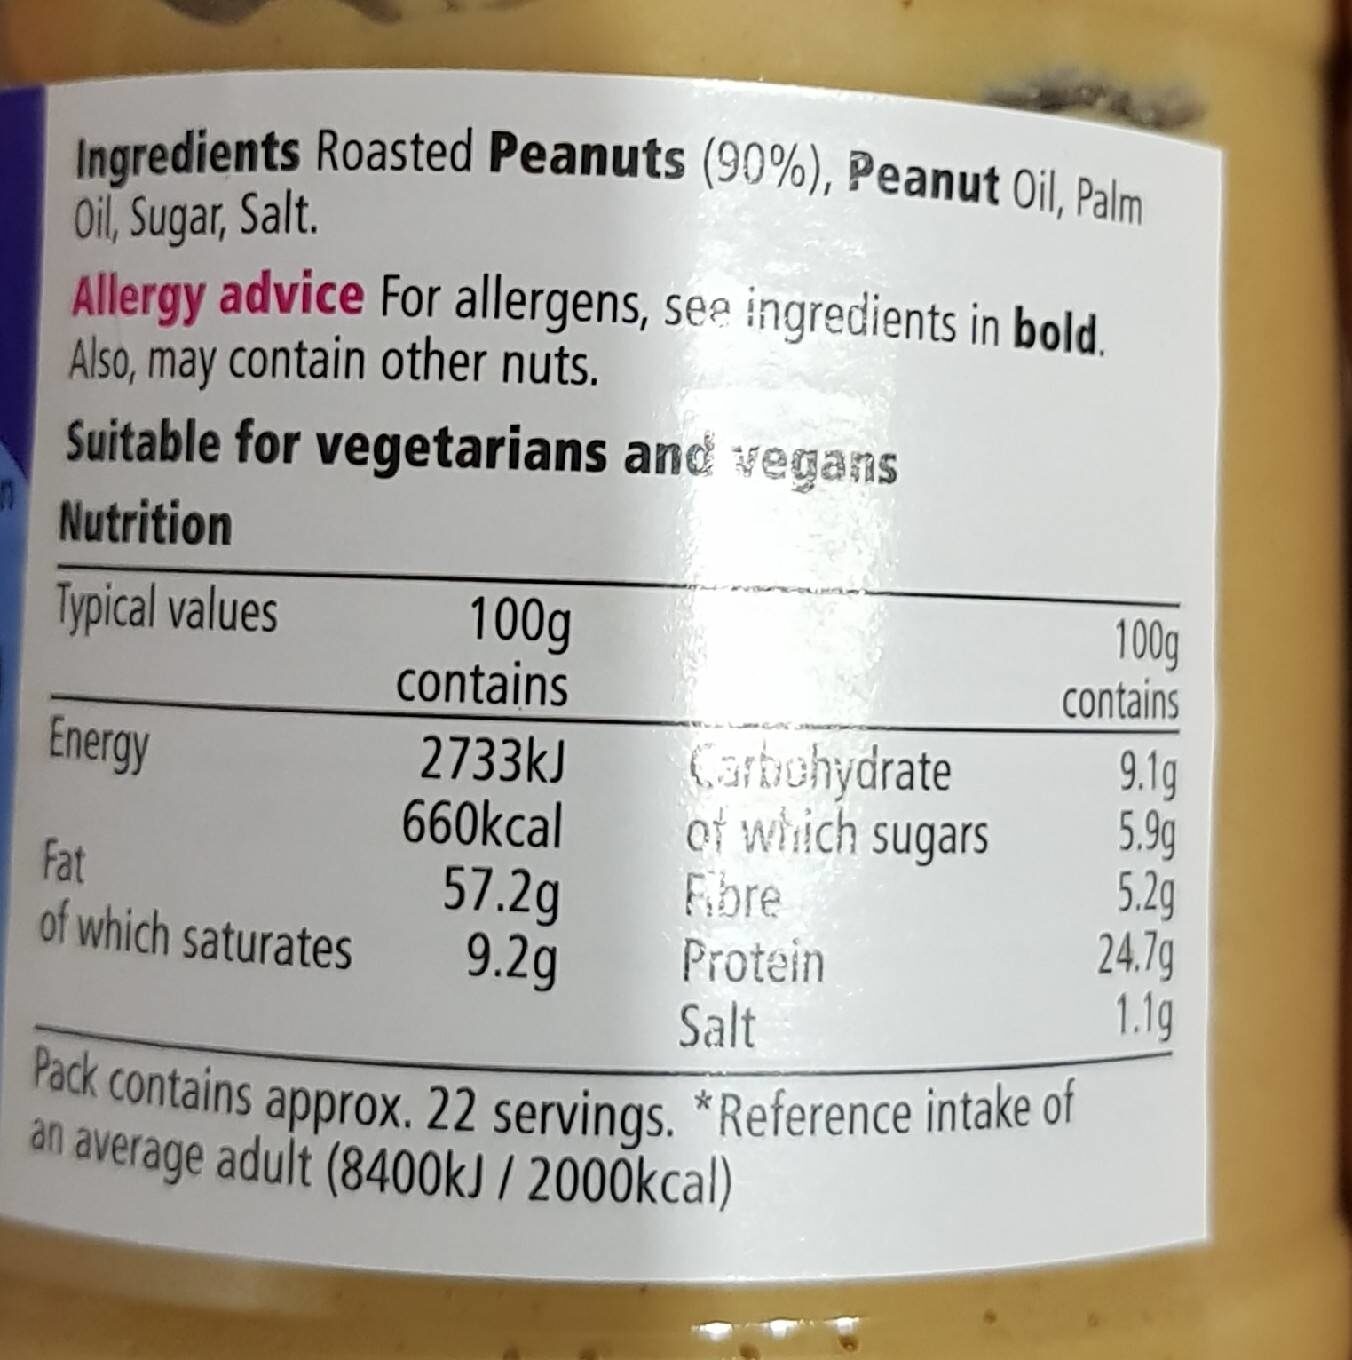 Ingredients Roasted Peanuts (90%), Peanut Oil, Palm
Oil, Sugar, Salt.
Allergy advice For allergens, see ingredients in bold.
Also, may contain other nuts.
Suitable for vegetarians and vegans
Nutrition
Typical values 100g contains 100g contains
Energy 2733kJ Carbohydrate 9.1g
660kcal of which sugars 5.9g
Fat 57.2g Fibre 5.2g
of which saturates 9.2g Protein 24.7g
Salt 1.1g
Pack contains approx. 22 servings. *Reference intake of
an average adult (8400kJ / 2000kcal)